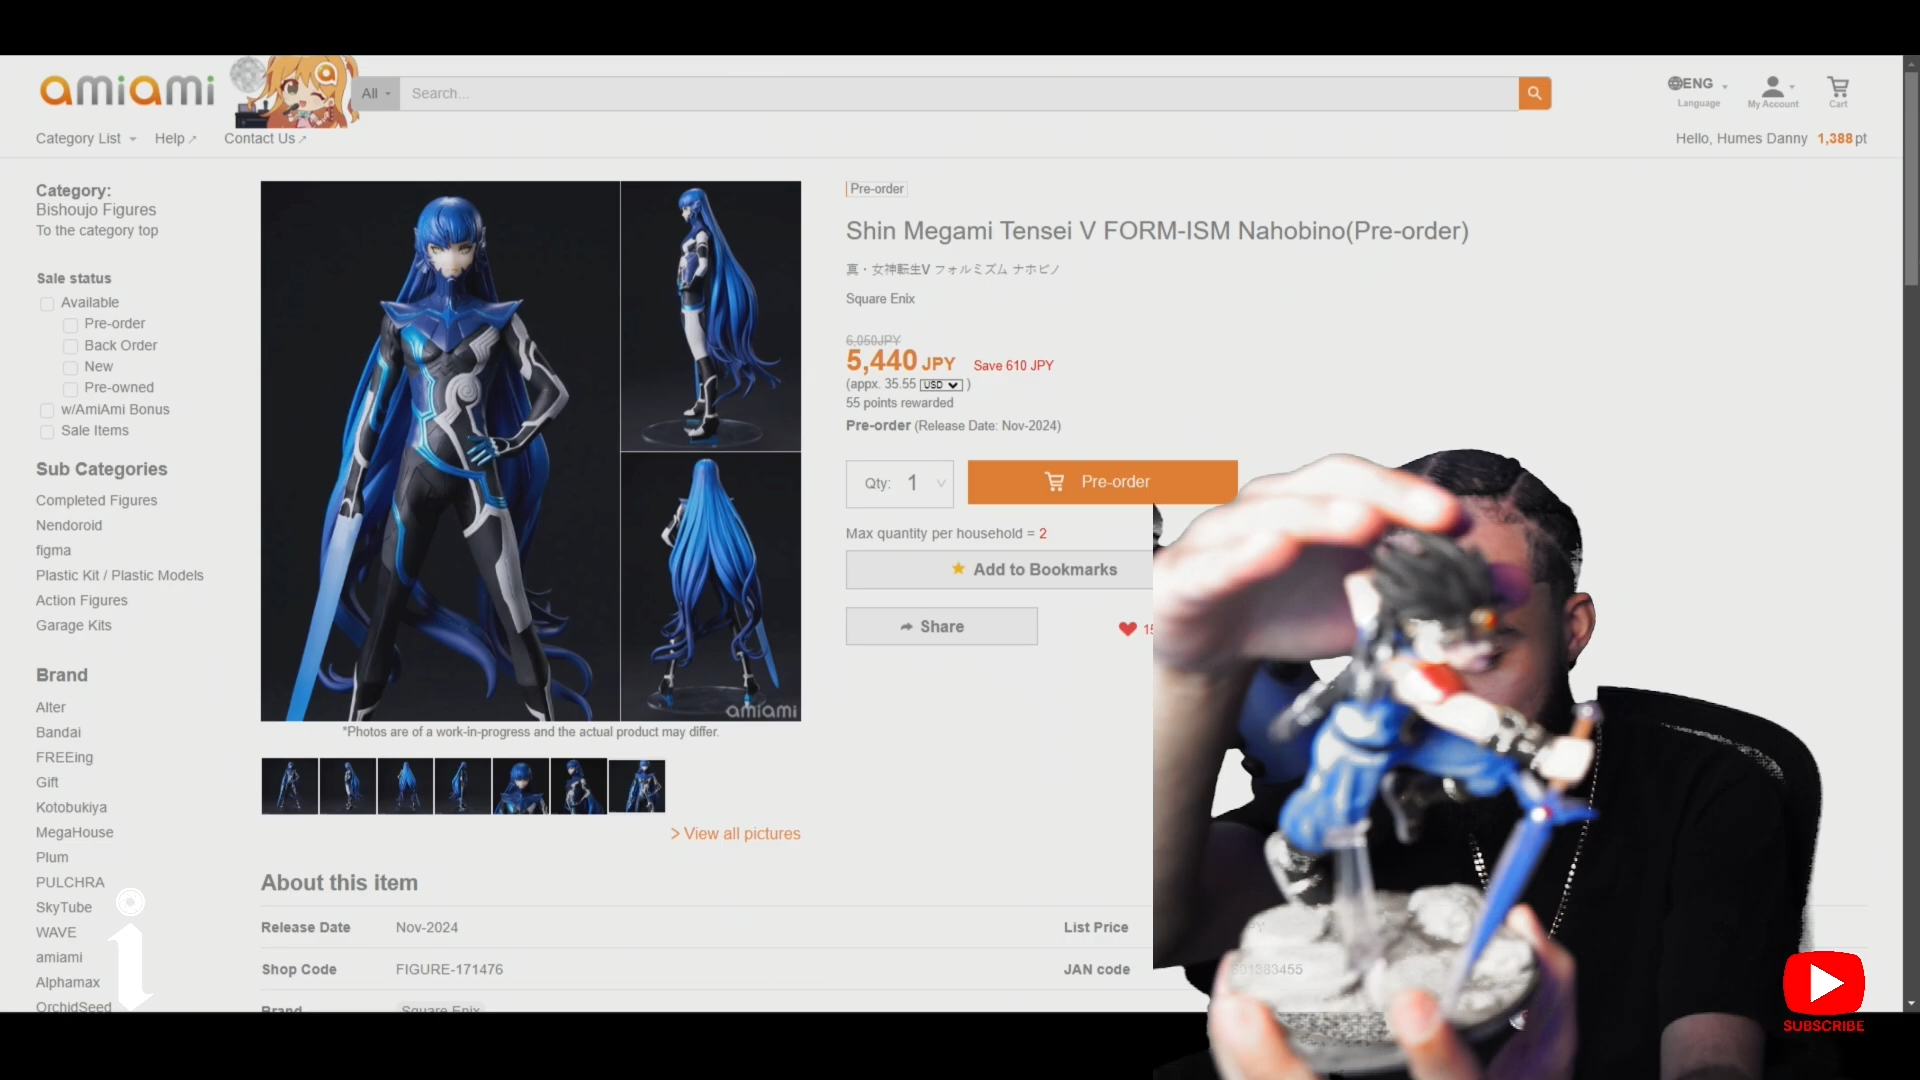 amiami
All
Search...
ENG
Language
My Account
Cart
Category List
Help
Contact Us
Hello, Humes Danny 1,388 pt
Category:
Bishoujo Figures
To the category top
Sale status
Available
Pre-order
Back Order
New
Pre-owned
w/AmiAmi Bonus
Sale Items
Sub Categories
Completed Figures
Nendoroid
figma
Plastic Kit / Plastic Models
Action Figures
Garage Kits
Brand
Alter
Bandai
FREEing
Gift
Kotobukiya
MegaHouse
Plum
PULCHRA
SkyTube
WAVE
amiami
Alphamax
OrchidSeed
amiami
*Photos are of a work-in-progress and the actual product may differ.
> View all pictures
Pre-order
Shin Megami Tensei V FORM-ISM Nahobino(Pre-order)
真・女神転生V フォルミズム ナホビノ
Square Enix
6,050JPY
5,440 JPY Save 610 JPY
(appx. 35.55 USD )
55 points rewarded
Pre-order (Release Date: Nov-2024)
Qty: 1
Pre-order
Max quantity per household = 2
Add to Bookmarks
Share
About this item
Release Date Nov-2024
List Price
Shop Code FIGURE-171476
JAN code
Brand Square Enix
SUBSCRIBE